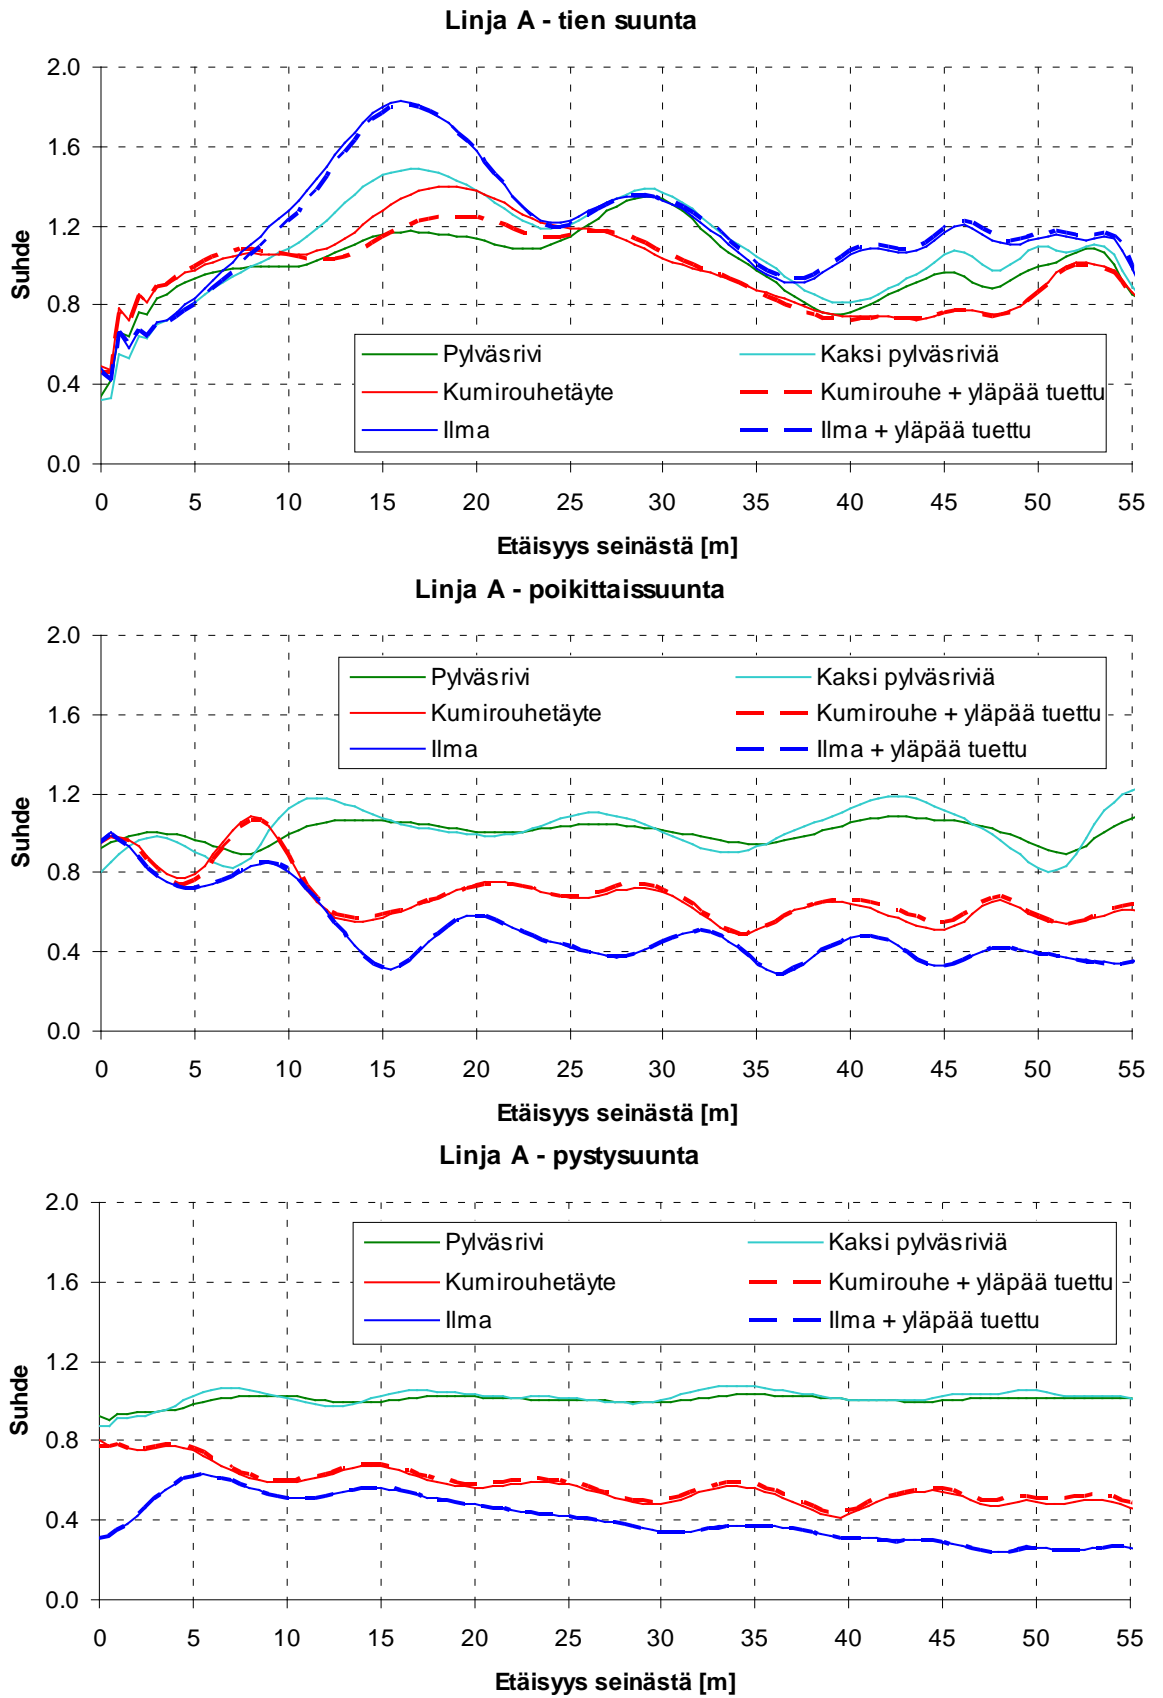 Linja A - tien suunta
2.0
1.6
1.2
0.8
0.4
0.0
Suhde
Pylväsrivi
Kaksi pylväsriviä
Kumirouhetäyte
Kumirouhe + yläpää tuettu
Ilma
Ilma + yläpää tuettu
0 5 10 15 20 25 30 35 40 45 50 55
Etäisyys seinästä [m]
Linja A - poikittaissuunta
2.0
1.6
1.2
0.8
0.4
0.0
Suhde
Pylväsrivi
Kaksi pylväsriviä
Kumirouhetäyte
Kumirouhe + yläpää tuettu
Ilma
Ilma + yläpää tuettu
0 5 10 15 20 25 30 35 40 45 50 55
Etäisyys seinästä [m]
Linja A - pystysuunta
2.0
1.6
1.2
0.8
0.4
0.0
Suhde
Pylväsrivi
Kaksi pylväsriviä
Kumirouhetäyte
Kumirouhe + yläpää tuettu
Ilma
Ilma + yläpää tuettu
0 5 10 15 20 25 30 35 40 45 50 55
Etäisyys seinästä [m]